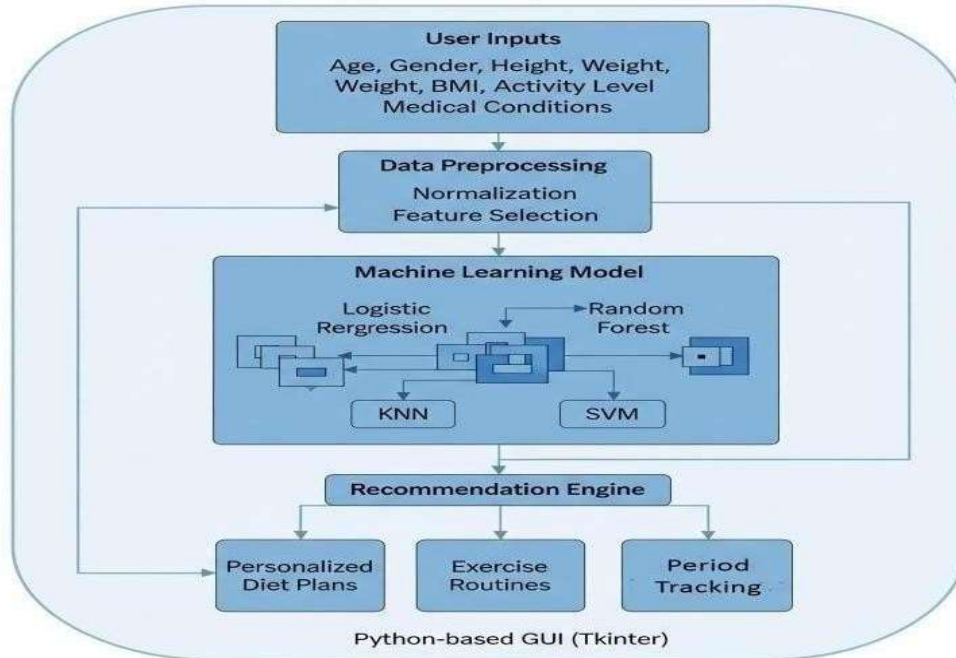 User Inputs
Age, Gender, Height, Weight,
Weight, BMI, Activity Level
Medical Conditions
Data Preprocessing
Normalization
Feature Selection
Machine Learning Model
Logistic
Rergression
Random
Forest
KNN
SVM
Recommendation Engine
Personalized
Diet Plans
Exercise
Routines
Period
Tracking
Python-based GUI (Tkinter)